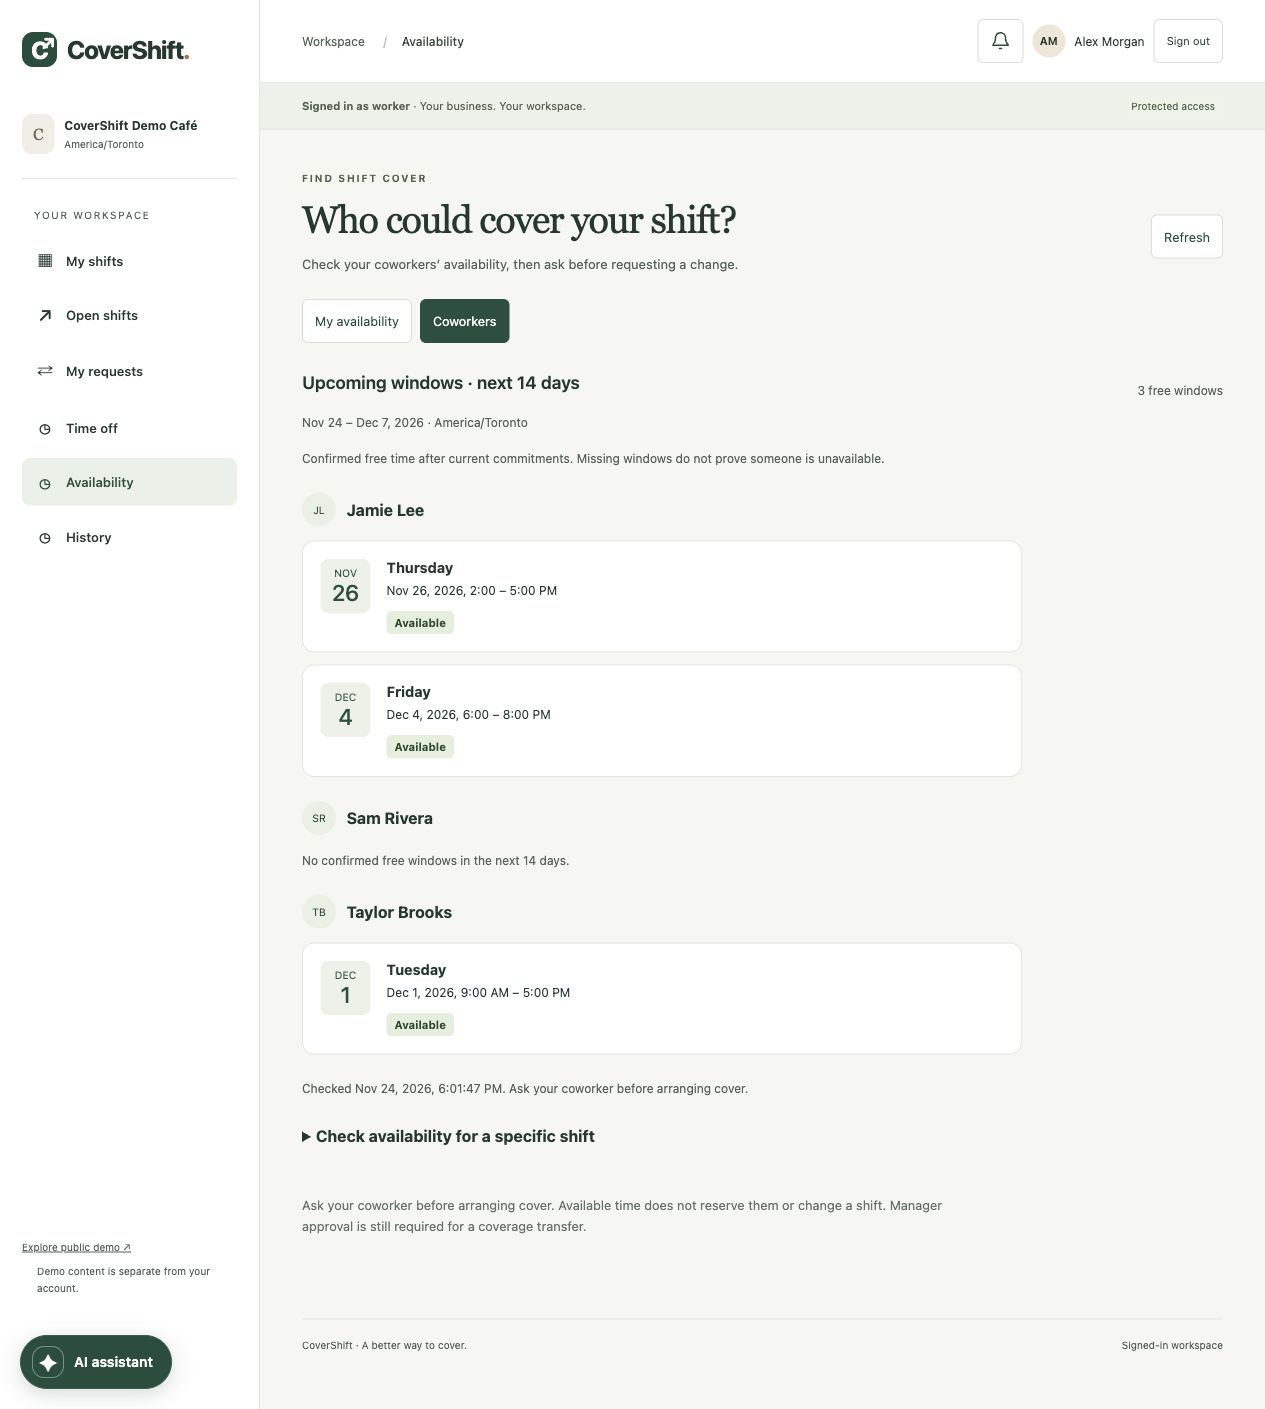 CoverShift.
C
CoverShift Demo Café
America/Toronto
YOUR WORKSPACE
My shifts
Open shifts
My requests
Time off
Availability
History
Explore public demo ↗
Demo content is separate from your
account.
AI assistant
Workspace / Availability
AM Alex Morgan
Sign out
Signed in as worker · Your business. Your workspace.
Protected access
FIND SHIFT COVER
Who could cover your shift?
Check your coworkers’ availability, then ask before requesting a change.
Refresh
My availability
Coworkers
Upcoming windows · next 14 days
3 free windows
Nov 24 – Dec 7, 2026 · America/Toronto
Confirmed free time after current commitments. Missing windows do not prove someone is unavailable.
JL Jamie Lee
NOV
26
Thursday
Nov 26, 2026, 2:00 – 5:00 PM
Available
DEC
4
Friday
Dec 4, 2026, 6:00 – 8:00 PM
Available
SR Sam Rivera
No confirmed free windows in the next 14 days.
TB Taylor Brooks
DEC
1
Tuesday
Dec 1, 2026, 9:00 AM – 5:00 PM
Available
Checked Nov 24, 2026, 6:01:47 PM. Ask your coworker before arranging cover.
Check availability for a specific shift
Ask your coworker before arranging cover. Available time does not reserve them or change a shift. Manager
approval is still required for a coverage transfer.
CoverShift · A better way to cover.
Signed-in workspace